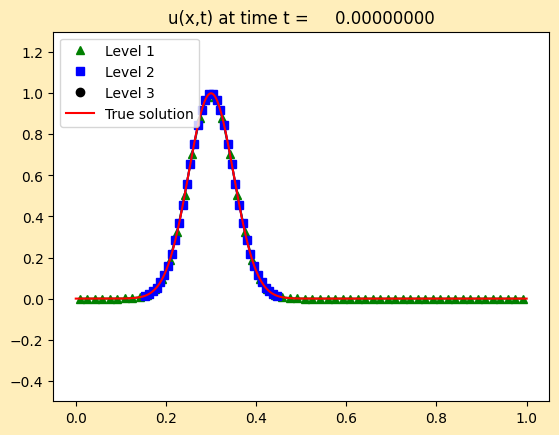 u(x,t) at time t = 0.00000000
Level 1
Level 2
Level 3
True solution
1.2
1.0
0.8
0.6
0.4
0.2
0.0
−0.2
−0.4
0.0 0.2 0.4 0.6 0.8 1.0